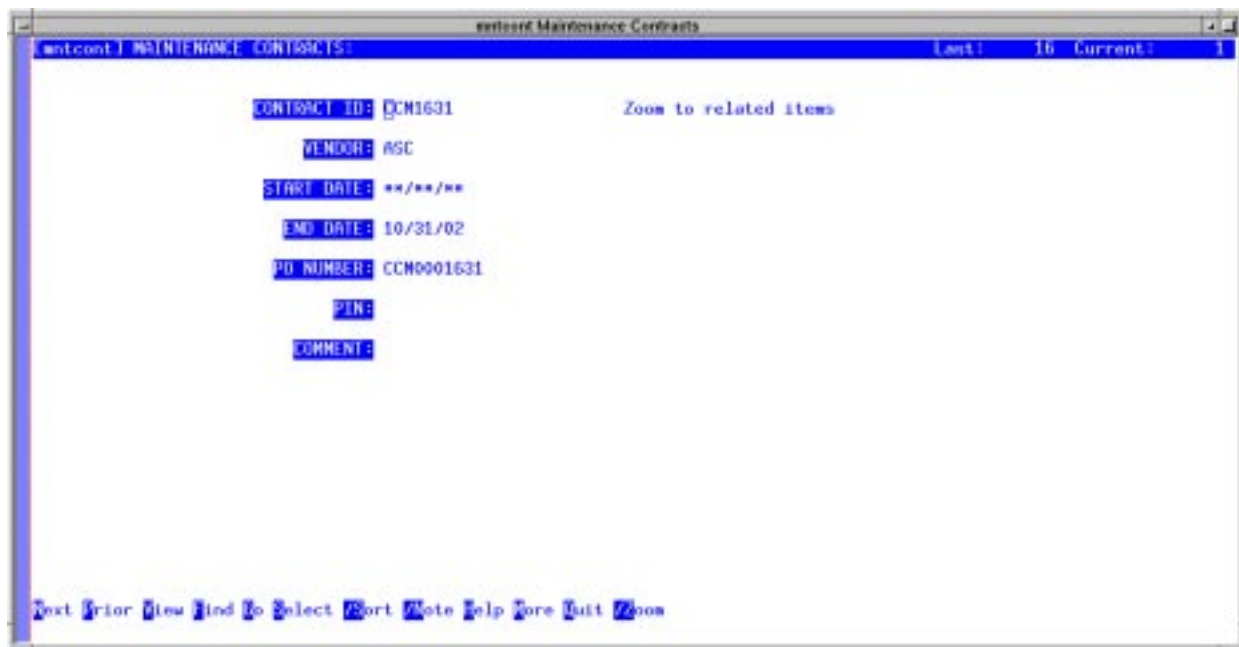 mntcont Maintenance Contracts
[mntcont] MAINTENANCE CONTRACTS: Last: 16 Current: 1
CONTRACT ID: CCM1631 Zoom to related items
VENDOR: ASC
START DATE: **/**/**
END DATE: 10/31/02
PO NUMBER: CCM0001631
PIN:
COMMENT:
Next Prior View Find Go Select /Sort /Note Help More Quit /Zoom